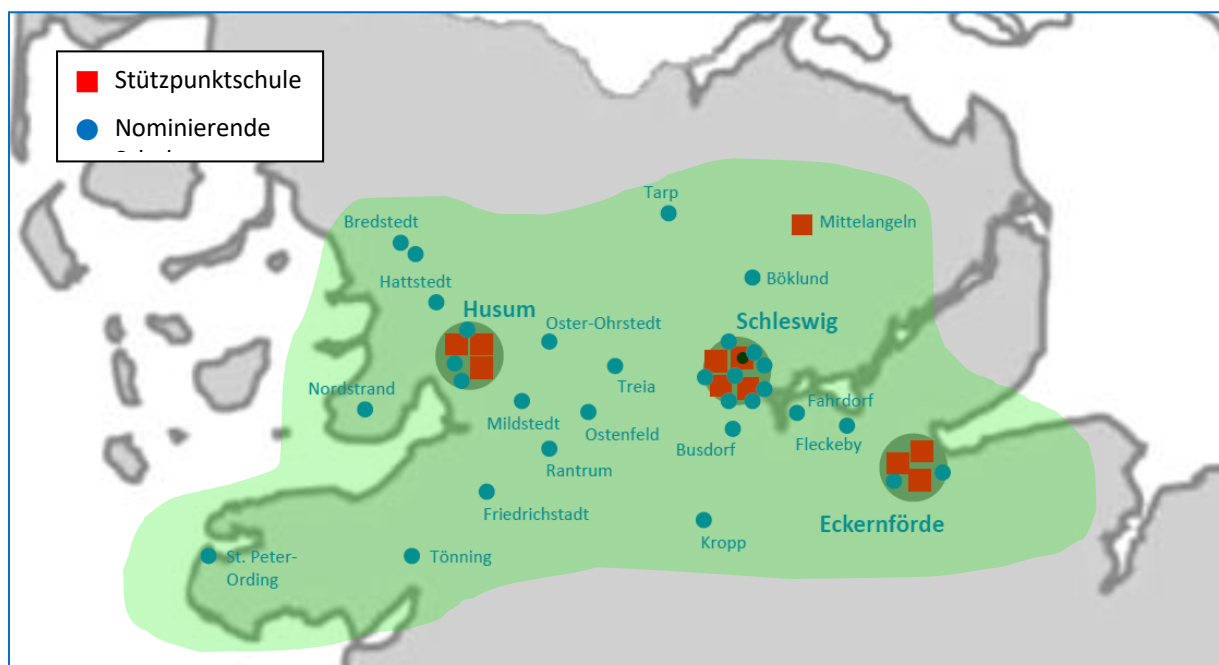 Stützpunktschule
Nominierende
Tarp
Mittelangeln
Bredstedt
Hattstedt
Böklund
Husum
Oster-Ohrstedt
Schleswig
Treia
Nordstrand
Mildstedt
Ostenfeld
Fahrdorf
Busdorf
Fleckeby
Rantrum
Friedrichstadt
Eckernförde
Kropp
St. Peter-
Ording
Tönning